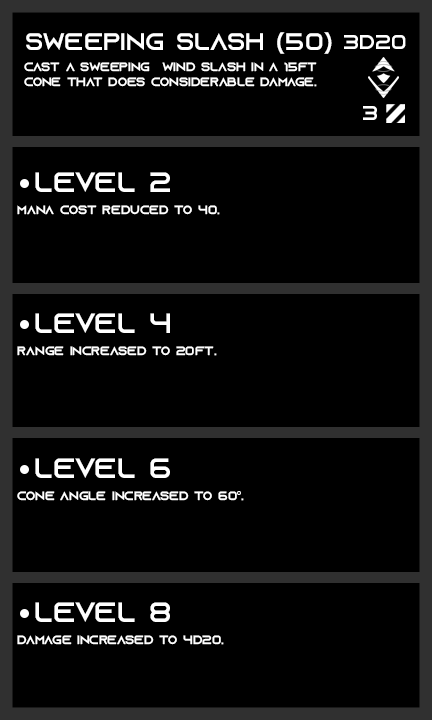 SWEEPING SLASH (50) 3D20
CAST A SWEEPING WIND SLASH IN A 15FT
CONE THAT DOES CONSIDERABLE DAMAGE.
3
•LEVEL 2
MANA COST REDUCED TO 40.
•LEVEL 4
RANGE INCREASED TO 20FT.
•LEVEL 6
CONE ANGLE INCREASED TO 60°.
•LEVEL 8
DAMAGE INCREASED TO 4D20.